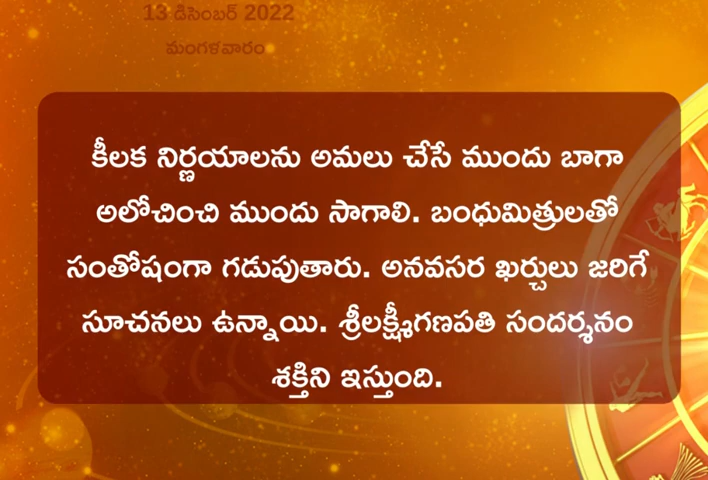 13 డిసెంబర్ 2022
మంగళవారం
కీలక నిర్ణయాలను అమలు చేసే ముందు బాగా
అలోచించి ముందు సాగాలి. బంధుమిత్రులతో
సంతోషంగా గడుపుతారు. అనవసర ఖర్చులు జరిగే
సూచనలు ఉన్నాయి. శ్రీలక్ష్మీగణపతి సందర్శనం
శక్తిని ఇస్తుంది.